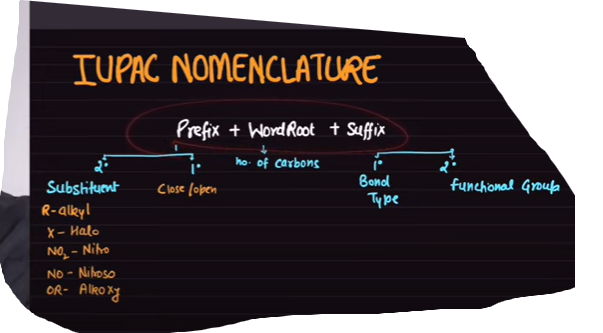 IUPAC NOMENCLATURE
Prefix + WordRoot + Suffix
2° 1° no. of carbons 1° 2°
Substituent Close/open Bond Type Functional Group
R-alkyl
X - Halo
NO₂ - Nitro
NO - Nitroso
OR- Alkoxy